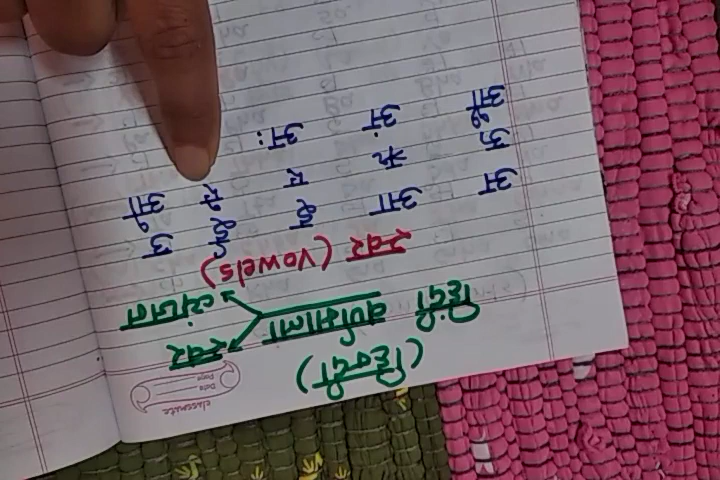 classmate
Date
Page
(हिन्दी)
हिन्दी वर्णमाला स्वर
व्यंजन
स्वर (Vowels)
अ आ इ ई उ
ऊ ऋ ए ऐ ओ
औ अं अः